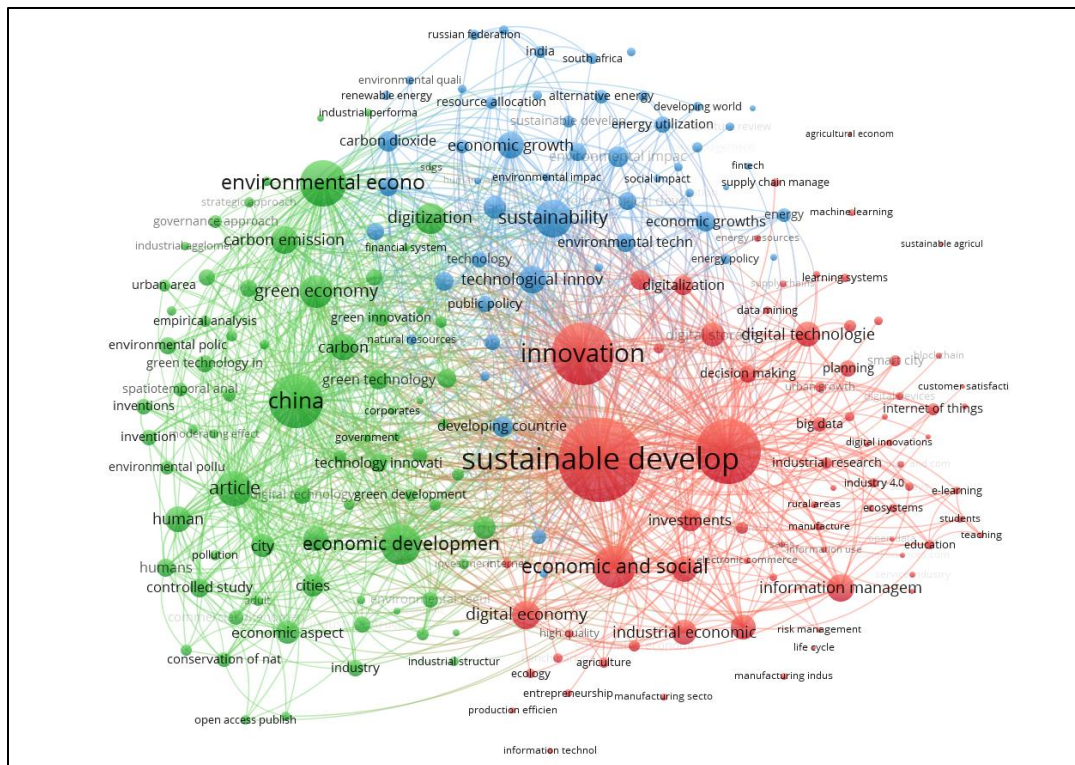 russian federation
india
south africa
environmental quali
renewable energy
resource allocation
alternative energy
developing world
industrial performa
sustainable develop
energy utilization
agricultural econom
carbon dioxide
economic growth
environmental impac
sdgs
fintech
environmental econo
environmental impac
social impact
supply chain manage
strategic approach
digitization
sustainability
economic growths
energy
machine learning
governance approach
carbon emission
environmental techn
energy resources
industrial agglomer
financial system
technology
energy policy
sustainable agricul
urban area
green economy
technological innov
digitalization
supply chains
learning systems
public policy
data mining
empirical analysis
green innovation
natural resources
digital storage
digital technologie
environmental polic
carbon
innovation
green technology in
green technology
decision making
planning
smart city
blockchain
spatiotemporal anal
china
urban growth
customer satisfacti
inventions
corporates
internet of things
invention
moderating effect
government
developing countrie
big data
digital innovations
environmental pollu
technology innovati
sustainable develop
industrial research
article
digital technology
green development
industry 4.0
e-learning
human
rural areas
ecosystems
investments
manufacture
students
city
economic developmen
teaching
pollution
education
information use
humans
electronic commerce
controlled study
cities
economic and social
information managem
adult
digital economy
economic aspect
high quality
industrial economic
risk management
conservation of nat
industry
industrial structur
agriculture
life cycle
ecology
manufacturing indus
entrepreneurship
manufacturing secto
open access publish
production efficien
information technol